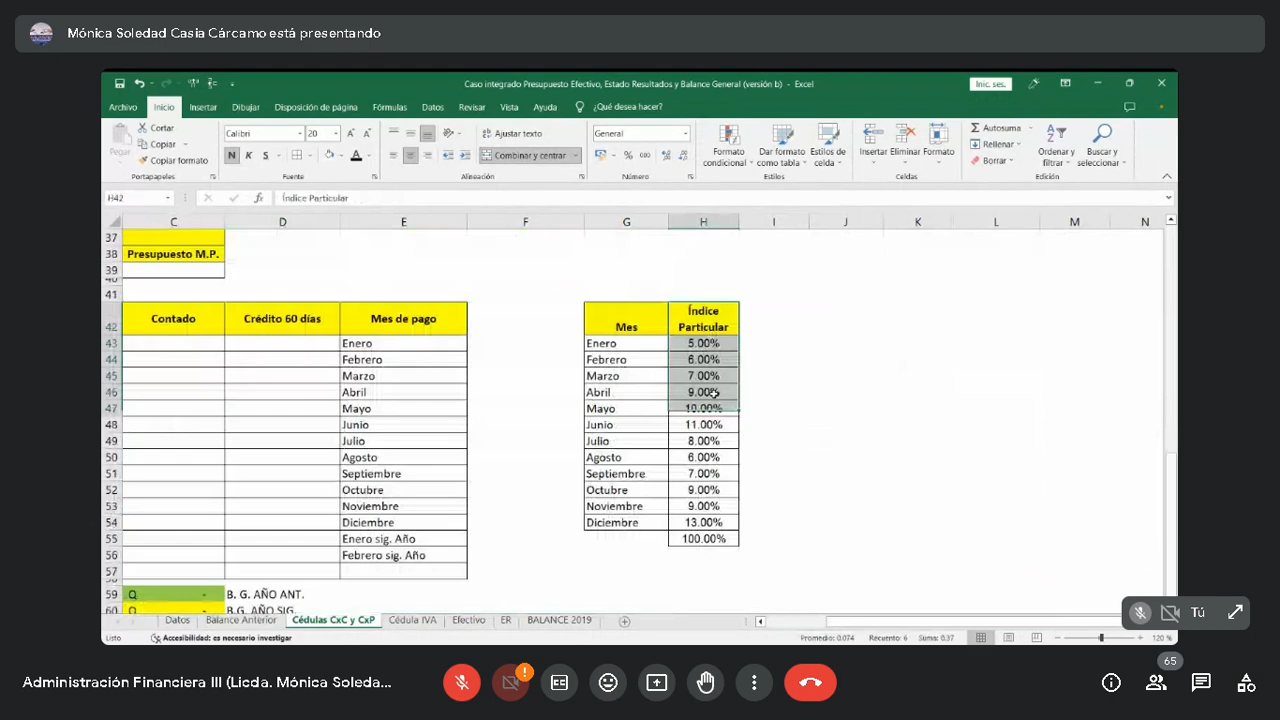 Mónica Soledad Casia Cárcamo está presentando
Caso integrado Presupuesto Efectivo, Estado Resultados y Balance General (versión b) - Excel
Inic. ses.
Archivo Inicio Insertar Dibujar Disposición de página Fórmulas Datos Revisar Vista Ayuda ¿Qué desea hacer?
Pegar
Cortar
Copiar
Copiar formato
Portapapeles
Calibri 20
N K S
Fuente
Ajustar texto
Combinar y centrar
Alineación
General
% 000
Número
Formato condicional
Dar formato como tabla
Estilos de celda
Estilos
Insertar Eliminar Formato
Celdas
Autosuma
Rellenar
Borrar
Ordenar y filtrar
Buscar y seleccionar
Edición
H42 fx Índice Particular
C D E F G H I J K L M N
37
38 Presupuesto M.P.
39
40
41
42 Contado Crédito 60 días Mes de pago Mes Índice Particular
43 Enero Enero 5.00%
44 Febrero Febrero 6.00%
45 Marzo Marzo 7.00%
46 Abril Abril 9.00%
47 Mayo Mayo 10.00%
48 Junio Junio 11.00%
49 Julio Julio 8.00%
50 Agosto Agosto 6.00%
51 Septiembre Septiembre 7.00%
52 Octubre Octubre 9.00%
53 Noviembre Noviembre 9.00%
54 Diciembre Diciembre 13.00%
55 Enero sig. Año 100.00%
56 Febrero sig. Año
57
58
59 Q - B. G. AÑO ANT.
60 Q - B.G. AÑO SIG.
Datos Balance Anterior Cédulas CxC y CxP Cédula IVA Efectivo ER BALANCE 2019
Listo Accesibilidad: es necesario investigar Promedio: 0.074 Recuento: 6 Suma: 0.37 120 %
Tú
65
Administración Financiera III (Licda. Mónica Soleda...